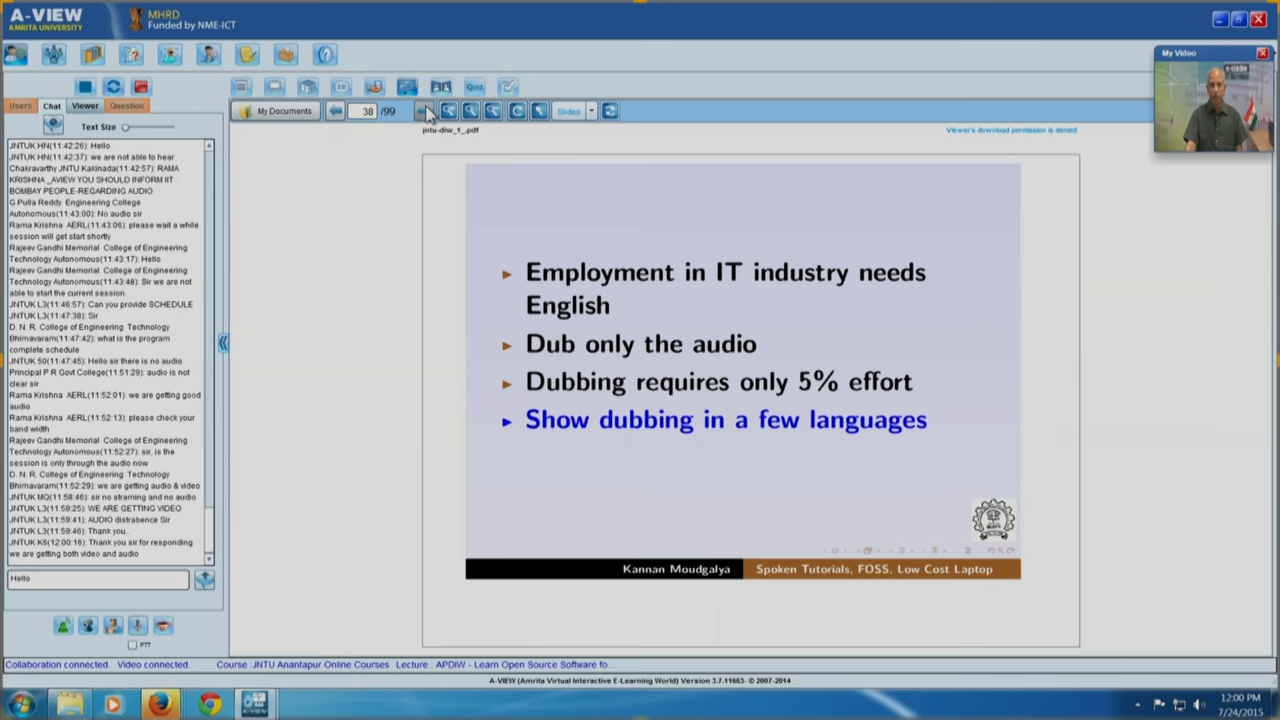 A-VIEW
AMRITA UNIVERSITY
MHRD
Funded by NME-ICT
My Video
Users Chat Viewer Question
Text Size
My Documents
38 /99
Slides
jntu-diw_1_.pdf
Viewer's download permission is denied
JNTUK HN(11:42:26): Hello
JNTUK HN(11:42:37): we are not able to hear
Chakravarthy JNTU Kakinada(11:42:57): RAMA
KRISHNA _AVIEW YOU SHOULD INFORM IIT
BOMBAY PEOPLE-REGARDING AUDIO
G Pulla Reddy Engineering College
Autonomous(11:43:00): No audio sir
Rama Krishna AERL(11:43:06): please wait a while
session will get start shortly
Rajeev Gandhi Memorial College of Engineering
Technology Autonomous(11:43:17): Hello
Rajeev Gandhi Memorial College of Engineering
Technology Autonomous(11:43:48): Sir we are not
able to start the current session.
JNTUK L3(11:46:57): Can you provide SCHEDULE
JNTUK L3(11:47:38): Sir
D. N. R. College of Engineering Technology
Bhimavaram(11:47:42): what is the program
complete schedule
JNTUK 50(11:47:45): Hello sir there is no audio
Principal P R Govt College(11:51:29): audio is not
clear sir
Rama Krishna AERL(11:52:01): we are getting good
audio
Rama Krishna AERL(11:52:13): please check your
band width
Rajeev Gandhi Memorial College of Engineering
Technology Autonomous(11:52:27): sir, is the
session is only through the audio now
D. N. R. College of Engineering Technology
Bhimavaram(11:52:29): we are getting audio & video
JNTUK MQ(11:58:46): sir no straming and no audio
JNTUK L3(11:59:25): WE ARE GETTING VIDEO
JNTUK L3(11:59:41): AUDIO distrabence Sir
JNTUK L3(11:59:46): Thank you..
JNTUK K6(12:00:16): Thank you sir for responding
we are getting both video and audio
Hello
PTT
Employment in IT industry needs
English
Dub only the audio
Dubbing requires only 5% effort
Show dubbing in a few languages
Kannan Moudgalya Spoken Tutorials, FOSS, Low Cost Laptop
Collaboration connected Video connected Course :JNTU Anantapur Online Courses Lecture : APDIW - Learn Open Source Software fo...
A-VIEW (Amrita Virtual Interactive E-Learning World) Version 3.7.11663- © 2007-2014
12:00 PM
7/24/2015